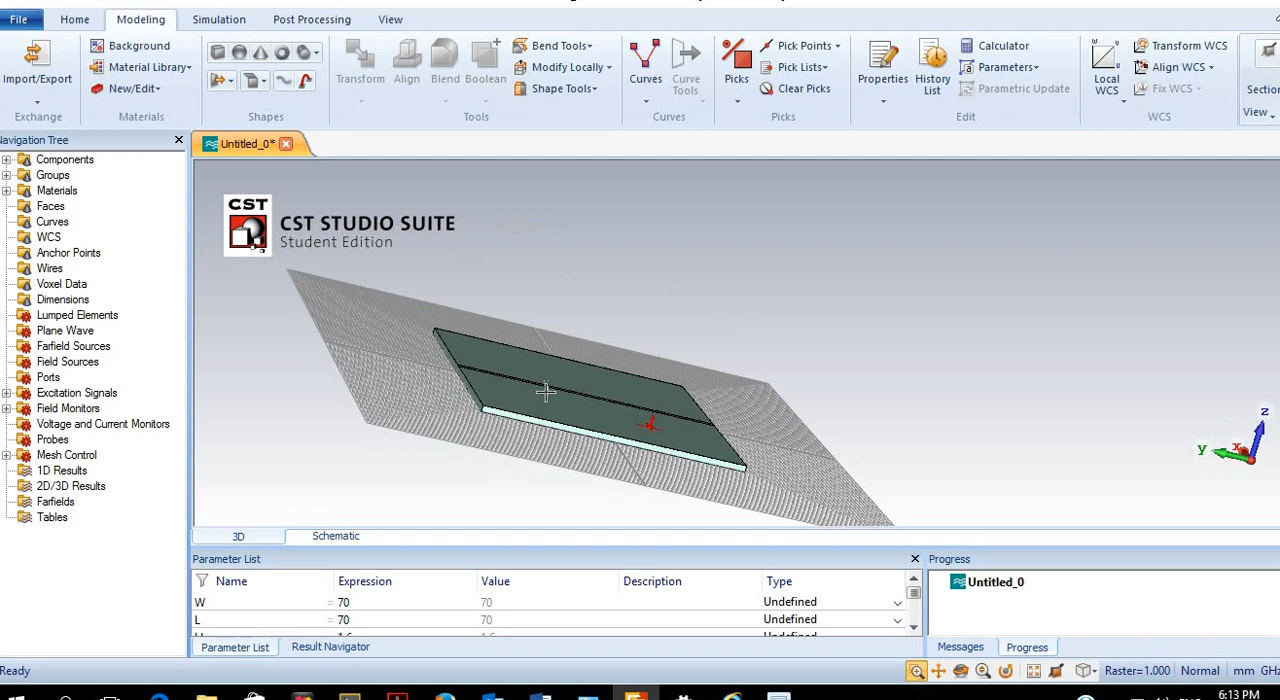 File Home Modeling Simulation Post Processing View
Import/Export
Exchange
Background
Material Library
New/Edit
Materials
Shapes
Transform Align Blend Boolean
Bend Tools
Modify Locally
Shape Tools
Tools
Curves Curve Tools
Curves
Picks
Pick Points
Pick Lists
Clear Picks
Picks
Properties History List
Calculator
Parameters
Parametric Update
Edit
Local WCS
Transform WCS
Align WCS
Fix WCS
WCS
View
Navigation Tree
Untitled_0*
Components
Groups
Materials
Faces
Curves
WCS
Anchor Points
Wires
Voxel Data
Dimensions
Lumped Elements
Plane Wave
Farfield Sources
Field Sources
Ports
Excitation Signals
Field Monitors
Voltage and Current Monitors
Probes
Mesh Control
1D Results
2D/3D Results
Farfields
Tables
CST
CST STUDIO SUITE
Student Edition
z
y
x
3D Schematic
Parameter List
Name Expression Value Description Type
W = 70 70 Undefined
L = 70 70 Undefined
Parameter List Result Navigator
Progress
Untitled_0
Messages Progress
Ready
Raster=1.000 Normal mm
6:13 PM